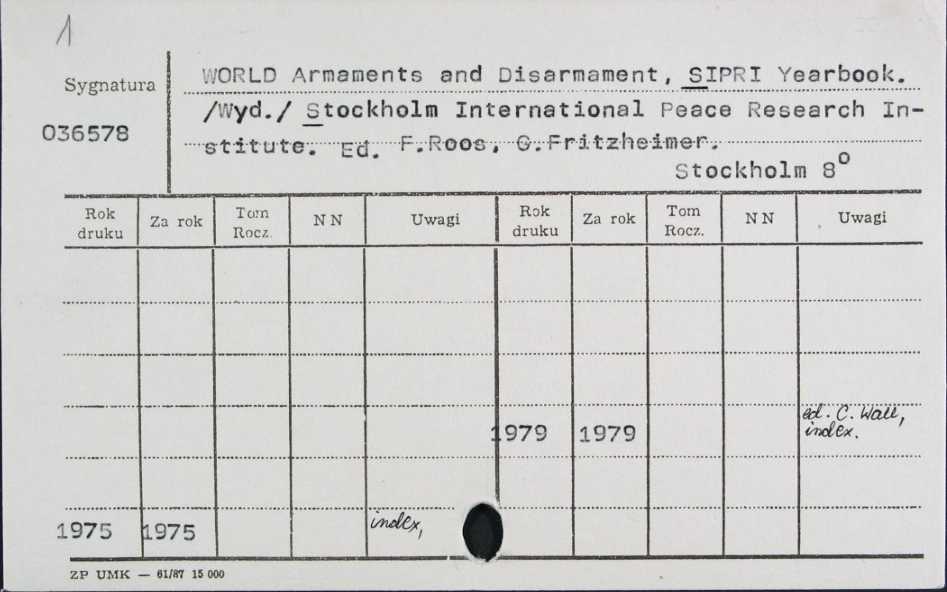 1
Sygnatura
036578
WORLD Armaments and Disarmament, SIPRI Yearbook.
/Wyd./ Stockholm International Peace Research In-
stitute. Ed. F.Roos, G.Fritzheimer.
Stockholm 8º
Rok druku Za rok Tom Rocz. NN Uwagi Rok druku Za rok Tom Rocz. NN Uwagi
1979 1979 ed. C. Wall,
index.
1975 1975 index,
ZP UMK — 61/87 15 000